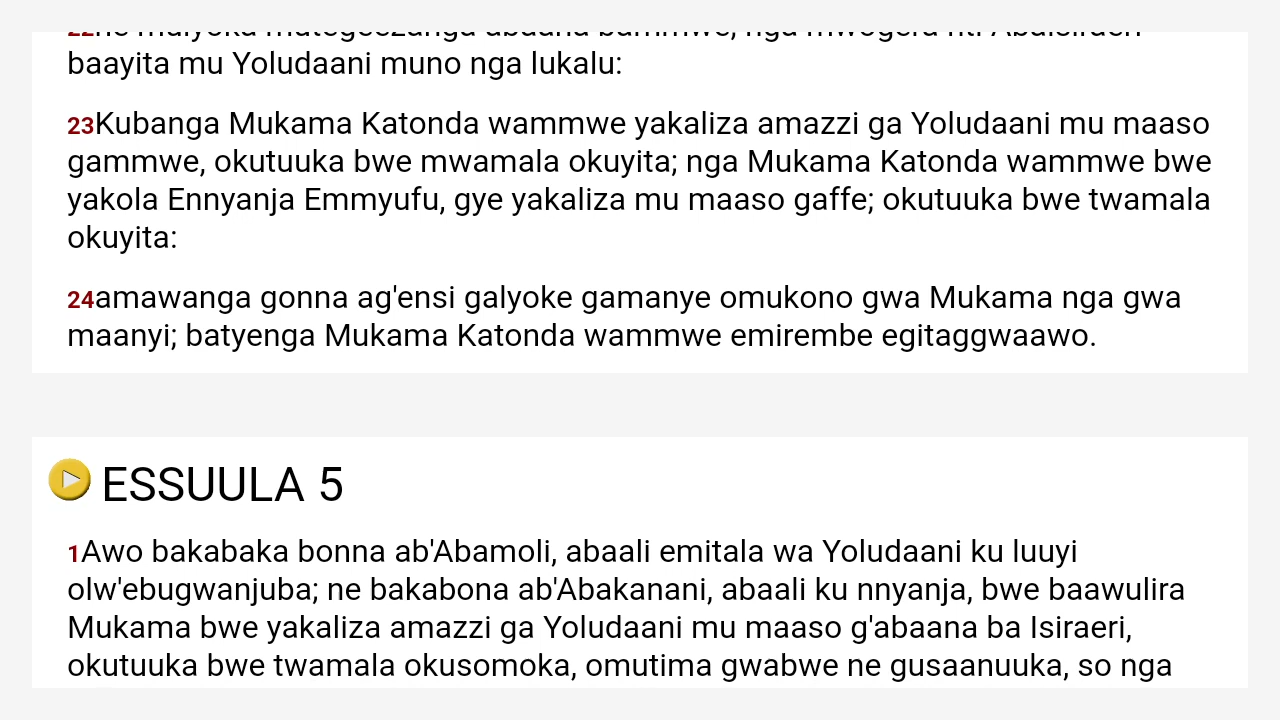 baayita mu Yoludaani muno nga lukalu:
23Kubanga Mukama Katonda wammwe yakaliza amazzi ga Yoludaani mu maaso
gammwe, okutuuka bwe mwamala okuyita; nga Mukama Katonda wammwe bwe
yakola Ennyanja Emmyufu, gye yakaliza mu maaso gaffe; okutuuka bwe twamala
okuyita:
24amawanga gonna ag'ensi galyoke gamanye omukono gwa Mukama nga gwa
maanyi; batyenga Mukama Katonda wammwe emirembe egitaggwaawo.
ESSUULA 5
1Awo bakabaka bonna ab'Abamoli, abaali emitala wa Yoludaani ku luuyi
olw'ebugwanjuba; ne bakabona ab'Abakanani, abaali ku nnyanja, bwe baawulira
Mukama bwe yakaliza amazzi ga Yoludaani mu maaso g'abaana ba Isiraeri,
okutuuka bwe twamala okusomoka, omutima gwabwe ne gusaanuuka, so nga